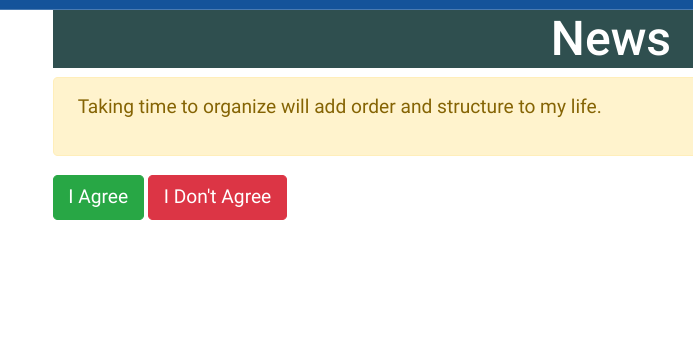 News
Taking time to organize will add order and structure to my life.
I Agree
I Don't Agree